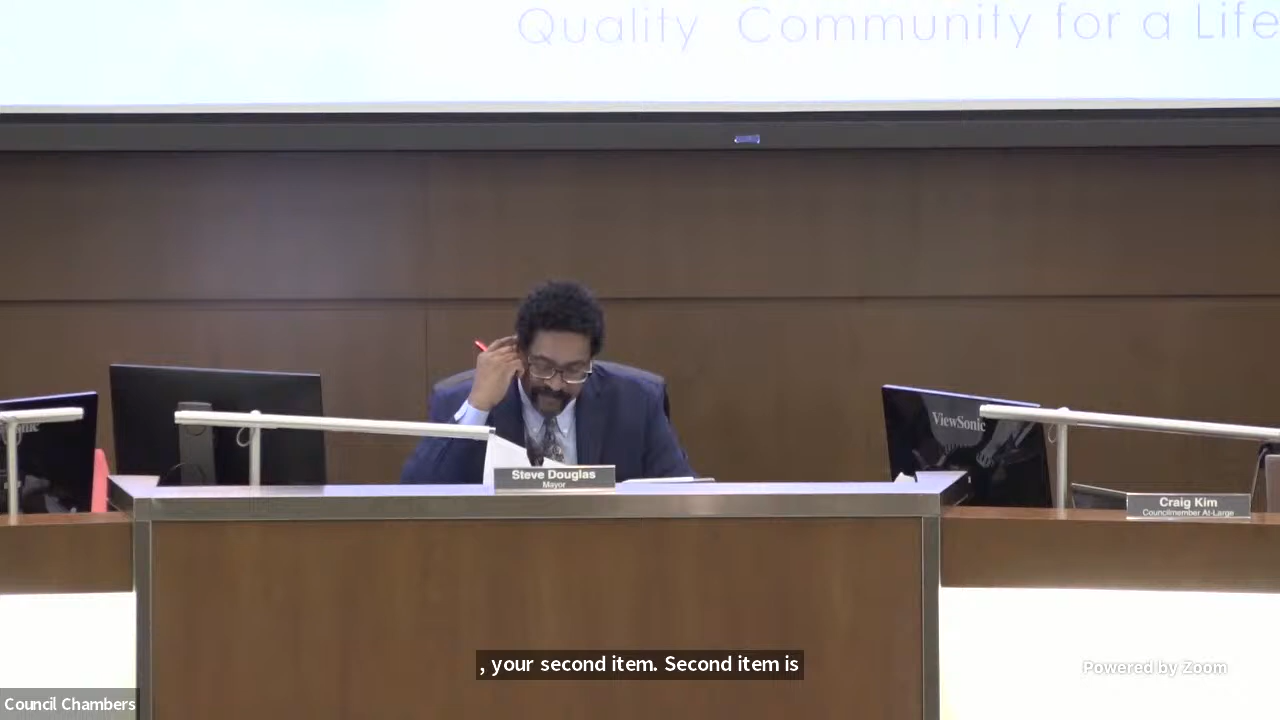 Quality Community for a Life
ViewSonic
Steve Douglas
Mayor
Craig Kim
Councilmember At-Large
, your second item. Second item is
Powered by Zoom
Council Chambers